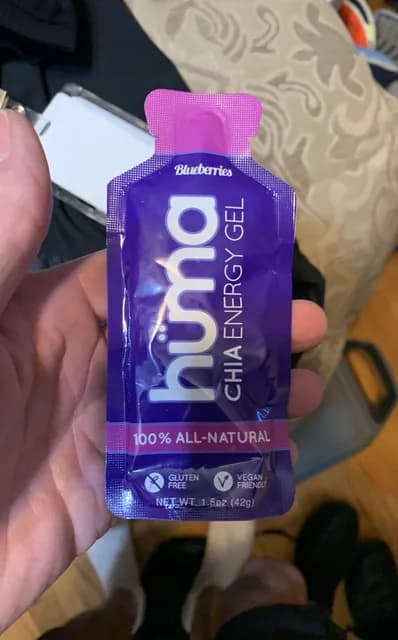 Blueberries
hüma
CHIA ENERGY GEL
100% ALL-NATURAL
GLUTEN
FREE
VEGAN
FRIENDLY
NET WT. 1.5oz (42g)